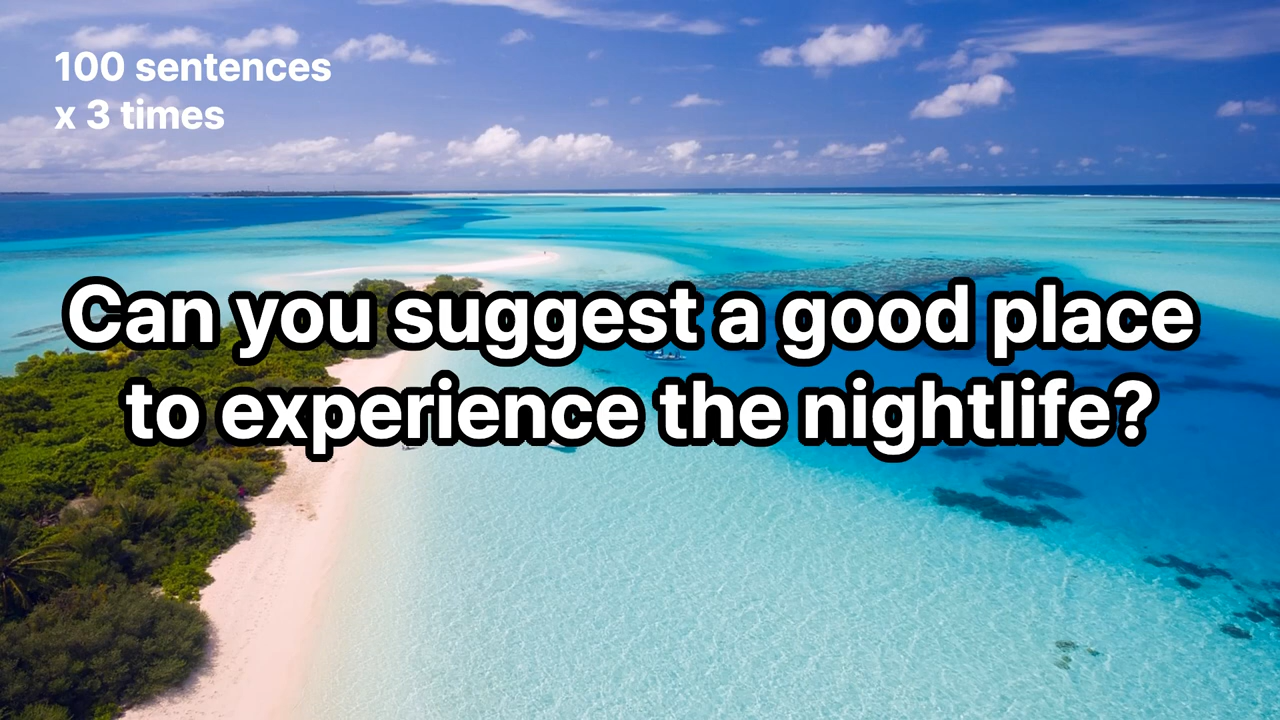 100 sentences
x 3 times
Can you suggest a good place
to experience the nightlife?